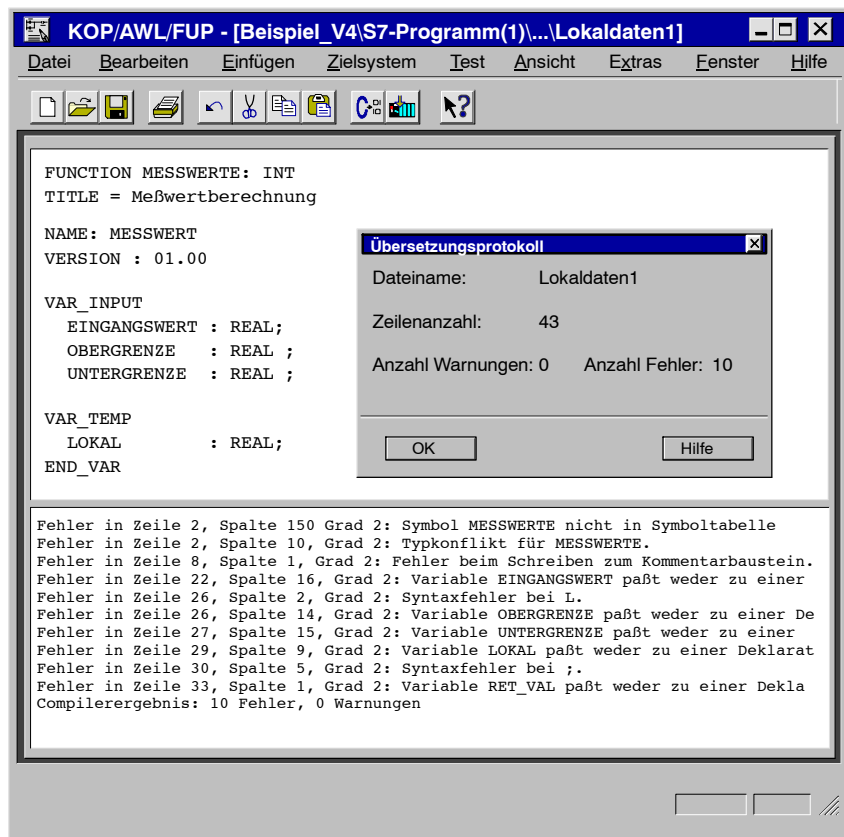 KOP/AWL/FUP - [Beispiel_V4\S7-Programm(1)\...\Lokaldaten1]
Datei Bearbeiten Einfügen Zielsystem Test Ansicht Extras Fenster Hilfe
FUNCTION MESSWERTE: INT
TITLE = Meßwertberechnung
NAME: MESSWERT
VERSION : 01.00
VAR_INPUT
EINGANGSWERT : REAL;
OBERGRENZE : REAL ;
UNTERGRENZE : REAL ;
VAR_TEMP
LOKAL : REAL;
END_VAR
Übersetzungsprotokoll
Dateiname: Lokaldaten1
Zeilenanzahl: 43
Anzahl Warnungen: 0 Anzahl Fehler: 10
OK Hilfe
Fehler in Zeile 2, Spalte 150 Grad 2: Symbol MESSWERTE nicht in Symboltabelle
Fehler in Zeile 2, Spalte 10, Grad 2: Typkonflikt für MESSWERTE.
Fehler in Zeile 8, Spalte 1, Grad 2: Fehler beim Schreiben zum Kommentarbaustein.
Fehler in Zeile 22, Spalte 16, Grad 2: Variable EINGANGSWERT paßt weder zu einer
Fehler in Zeile 26, Spalte 2, Grad 2: Syntaxfehler bei L.
Fehler in Zeile 26, Spalte 14, Grad 2: Variable OBERGRENZE paßt weder zu einer De
Fehler in Zeile 27, Spalte 15, Grad 2: Variable UNTERGRENZE paßt weder zu einer
Fehler in Zeile 29, Spalte 9, Grad 2: Variable LOKAL paßt weder zu einer Deklarat
Fehler in Zeile 30, Spalte 5, Grad 2: Syntaxfehler bei ;.
Fehler in Zeile 33, Spalte 1, Grad 2: Variable RET_VAL paßt weder zu einer Dekla
Compilerergebnis: 10 Fehler, 0 Warnungen